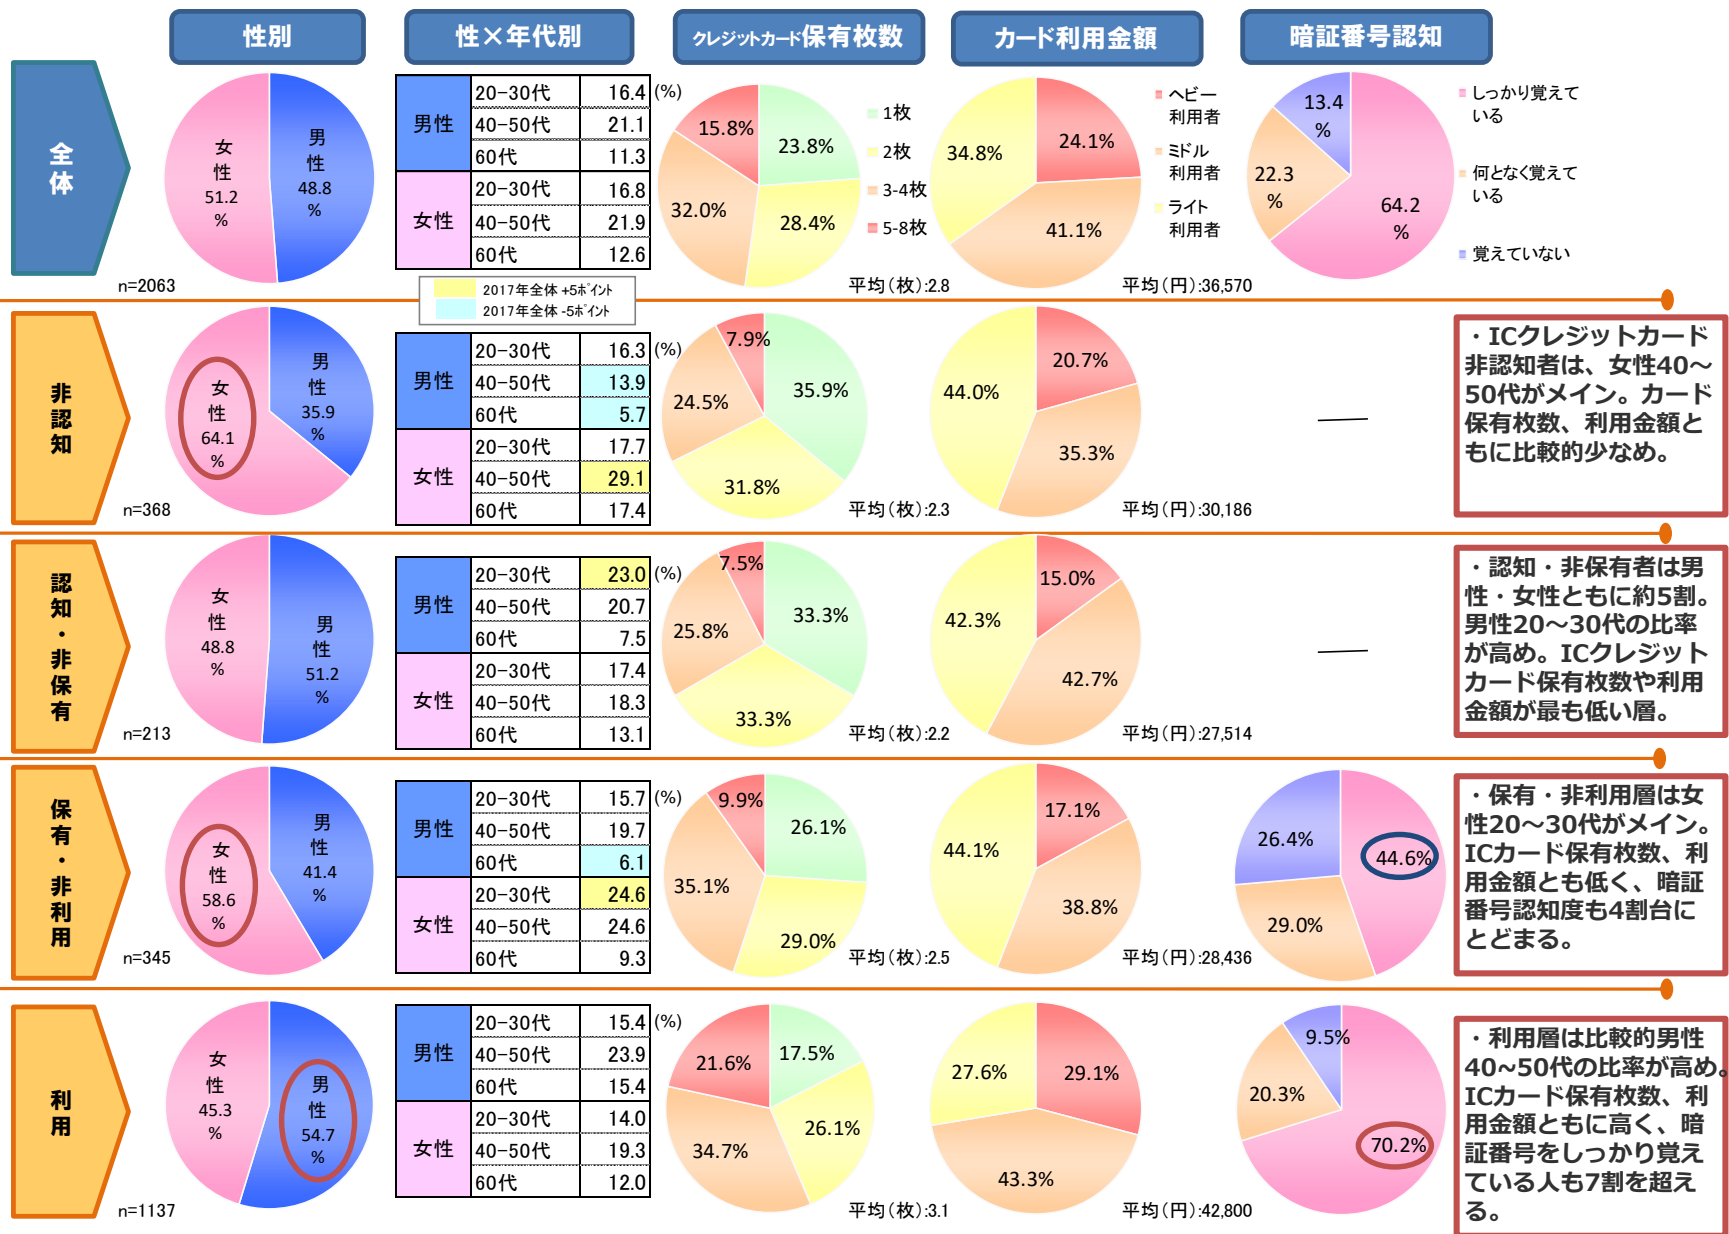 性別
性×年代別
クレジットカード保有枚数
カード利用金額
暗証番号認知
全体
女性
51.2
%
男性
48.8
%
n=2063
男性
20−30代 16.4 (%)
40−50代 21.1
60代 11.3
女性
20−30代 16.8
40−50代 21.9
60代 12.6
15.8%
23.8%
32.0%
28.4%
1枚
2枚
3-4枚
5-8枚
平均(枚):2.8
34.8%
24.1%
41.1%
ヘビー
利用者
ミドル
利用者
ライト
利用者
平均(円):36,570
13.4
%
22.3
%
64.2
%
しっかり覚えて
いる
何となく覚えて
いる
覚えていない
2017年全体 +5ポイント
2017年全体 -5ポイント
非認知
女性
64.1
%
男性
35.9
%
n=368
男性
20−30代 16.3 (%)
40−50代 13.9
60代 5.7
女性
20−30代 17.7
40−50代 29.1
60代 17.4
7.9%
35.9%
24.5%
31.8%
平均(枚):2.3
20.7%
44.0%
35.3%
平均(円):30,186
・ICクレジットカード
非認知者は、女性40〜
50代がメイン。カード
保有枚数、利用金額と
もに比較的少なめ。
認知・非保有
女性
48.8
%
男性
51.2
%
n=213
男性
20−30代 23.0 (%)
40−50代 20.7
60代 7.5
女性
20−30代 17.4
40−50代 18.3
60代 13.1
7.5%
33.3%
25.8%
33.3%
平均(枚):2.2
15.0%
42.3%
42.7%
平均(円):27,514
・認知・非保有者は男
性・女性ともに約5割。
男性20〜30代の比率
が高め。ICクレジット
カード保有枚数や利用
金額が最も低い層。
保有・非利用
女性
58.6
%
男性
41.4
%
n=345
男性
20−30代 15.7 (%)
40−50代 19.7
60代 6.1
女性
20−30代 24.6
40−50代 24.6
60代 9.3
9.9%
26.1%
35.1%
29.0%
平均(枚):2.5
17.1%
44.1%
38.8%
平均(円):28,436
26.4%
44.6%
29.0%
・保有・非利用層は女
性20〜30代がメイン。
ICカード保有枚数、利
用金額とも低く、暗証
番号認知度も4割台に
とどまる。
利用
女性
45.3
%
男性
54.7
%
n=1137
男性
20−30代 15.4 (%)
40−50代 23.9
60代 15.4
女性
20−30代 14.0
40−50代 19.3
60代 12.0
21.6%
17.5%
26.1%
34.7%
平均(枚):3.1
27.6%
29.1%
43.3%
平均(円):42,800
9.5%
20.3%
70.2%
・利用層は比較的男性
40~50代の比率が高め。
ICカード保有枚数、利
用金額ともに高く、暗
証番号をしっかり覚え
ている人も7割を超え
る。